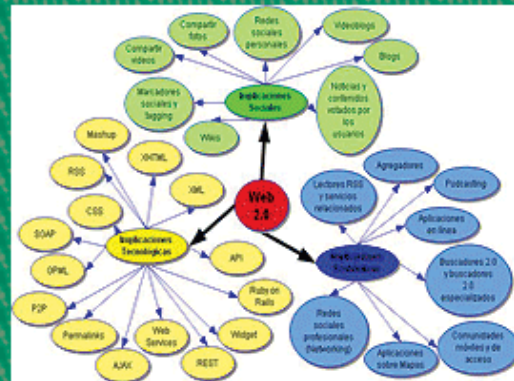 Compartir
fotos
Redes
sociales
personales
Videoblogs
Compartir
videos
Blogs
Marcadores
sociales y
tagging
Implicaciones
Sociales
Noticias y
contenidos
votados por
los
usuarios
Wikis
Mashup
XHTML
RSS
XML
CSS
SOAP
Implicaciones
Tecnológicas
OPML
API
P2P
Ruby on
Rails
Permalinks
Web
Services
Widget
AJAX
REST
Web
2.0
Lectores RSS
y servicios
relacionados
Agregadores
Podcasting
Aplicaciones
en línea
Buscadores 2.0
y buscadores
2.0
especializados
Redes
sociales
profesionales
(Networking)
Aplicaciones
sobre Mapas
Comunidades
móviles y de
acceso